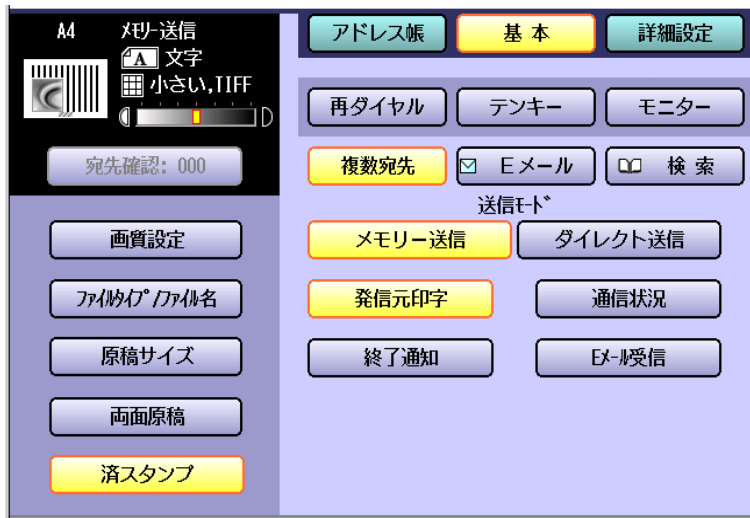 A4 ﾒﾓﾘｰ送信
A 文字
小さい,TIFF
宛先確認: 000
画質設定
ﾌｧｲﾙﾀｲﾌﾟ/ﾌｧｲﾙ名
原稿サイズ
両面原稿
済スタンプ
アドレス帳 基本 詳細設定
再ダイヤル テンキー モニター
複数宛先 Eメール 検索
送信ﾓｰﾄﾞ
メモリー送信 ダイレクト送信
発信元印字 通信状況
終了通知 Eﾒｰﾙ受信